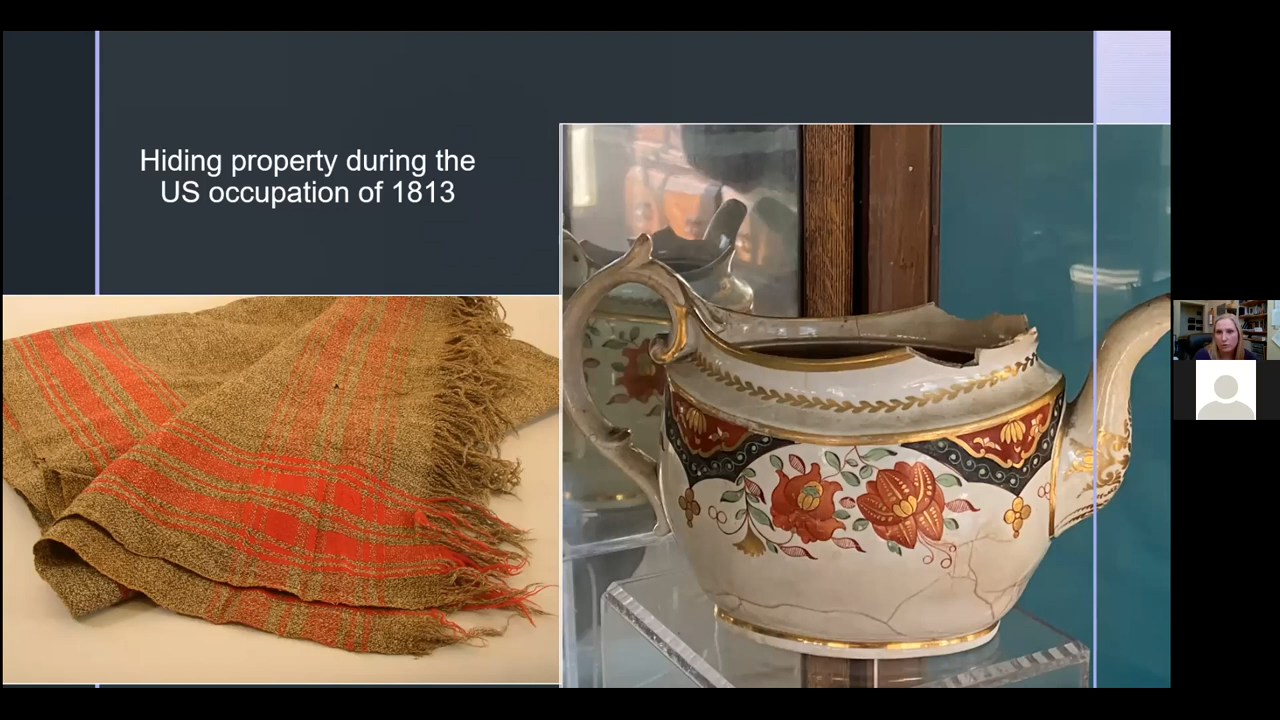 Hiding property during the
US occupation of 1813